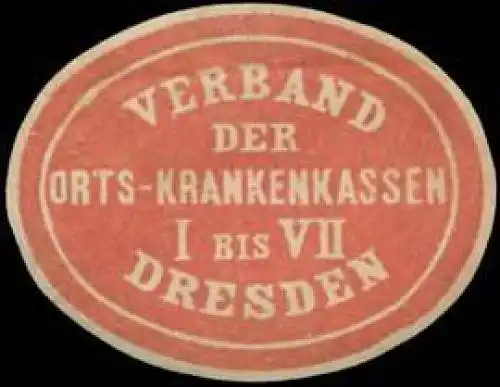 VERBAND
DER
ORTS-KRANKENKASSEN
I BIS VII
DRESDEN